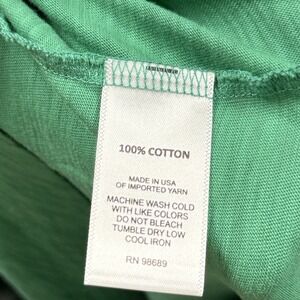 100% COTTON
MADE IN USA
OF IMPORTED YARN
MACHINE WASH COLD
WITH LIKE COLORS
DO NOT BLEACH
TUMBLE DRY LOW
COOL IRON
RN 98689